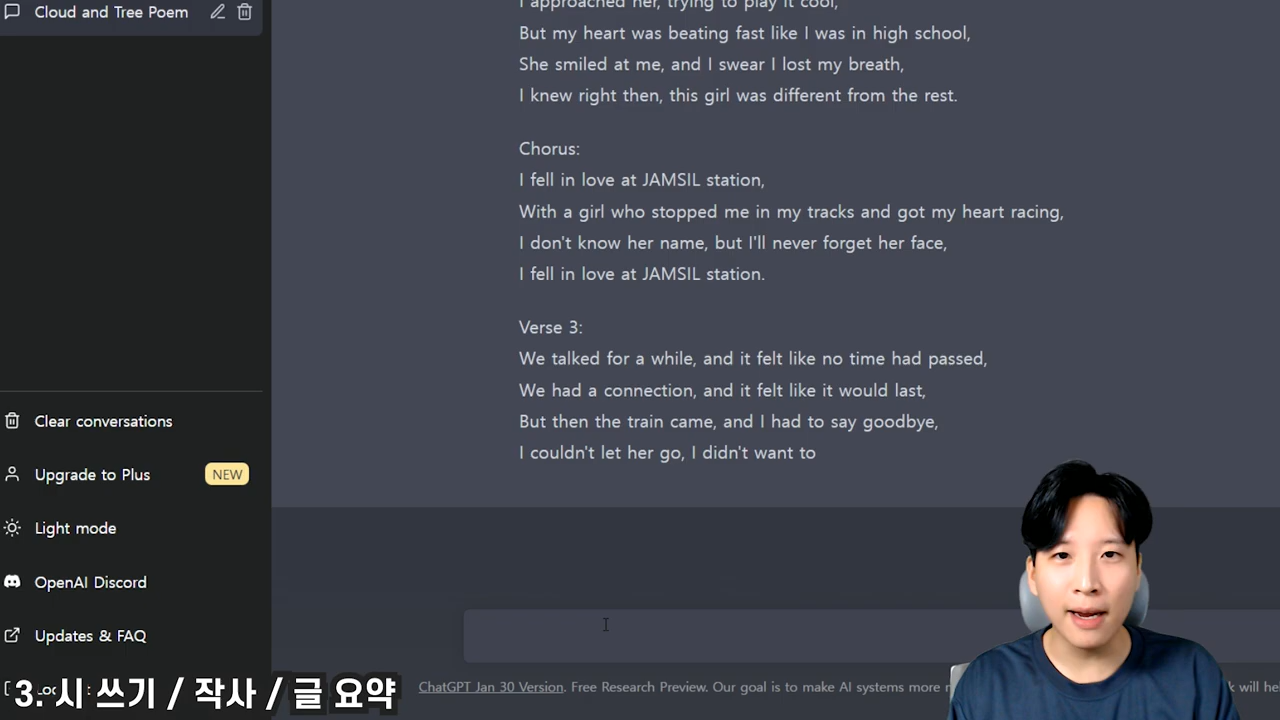 Cloud and Tree Poem
I approached her, trying to play it cool,
But my heart was beating fast like I was in high school,
She smiled at me, and I swear I lost my breath,
I knew right then, this girl was different from the rest.
Chorus:
I fell in love at JAMSIL station,
With a girl who stopped me in my tracks and got my heart racing,
I don't know her name, but I'll never forget her face,
I fell in love at JAMSIL station.
Verse 3:
We talked for a while, and it felt like no time had passed,
We had a connection, and it felt like it would last,
But then the train came, and I had to say goodbye,
I couldn't let her go, I didn't want to
Clear conversations
Upgrade to Plus NEW
Light mode
OpenAI Discord
Updates & FAQ
3. 시 쓰기 / 작사 / 글 요약
ChatGPT Jan 30 Version. Free Research Preview. Our goal is to make AI systems more
will